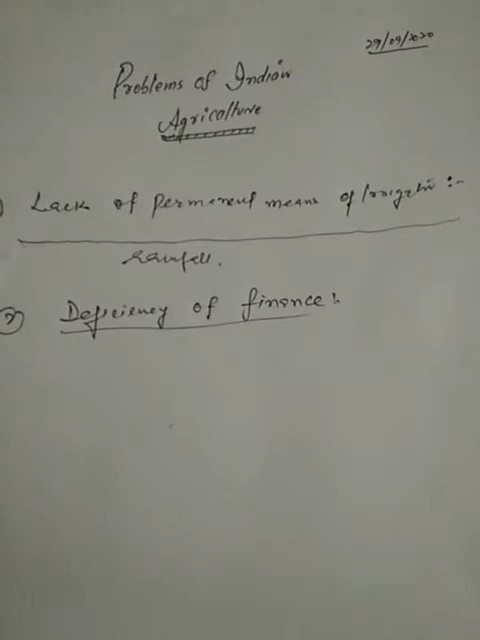 29/09/2020
Problems of Indian
Agriculture
Lack of permanent means of Irrigation :-
rainfall.
2) Deficiency of finance :